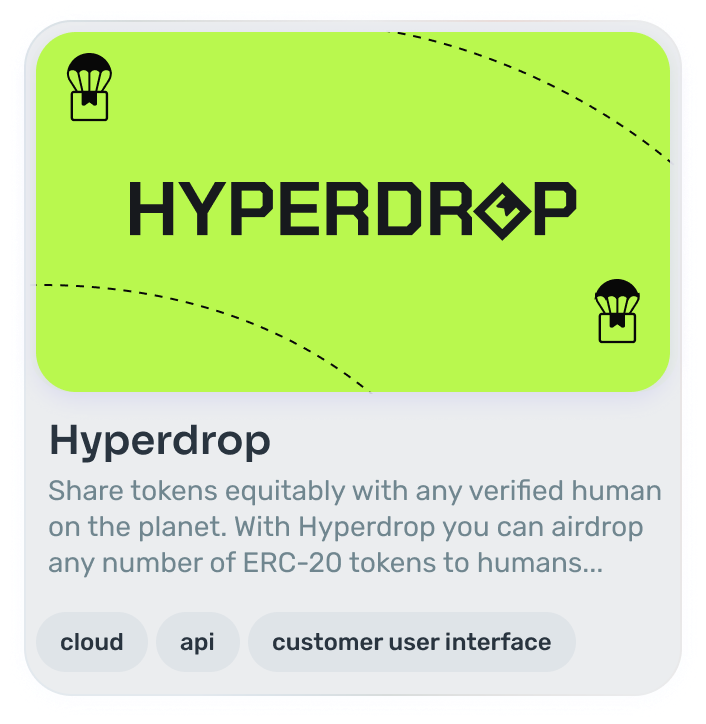 HYPERDROP
Hyperdrop
Share tokens equitably with any verified human
on the planet. With Hyperdrop you can airdrop
any number of ERC-20 tokens to humans...
cloud
api
customer user interface